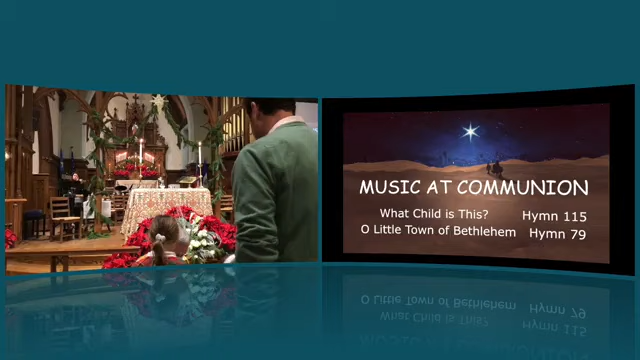 MUSIC AT COMMUNION
What Child is This? Hymn 115
O Little Town of Bethlehem Hymn 79